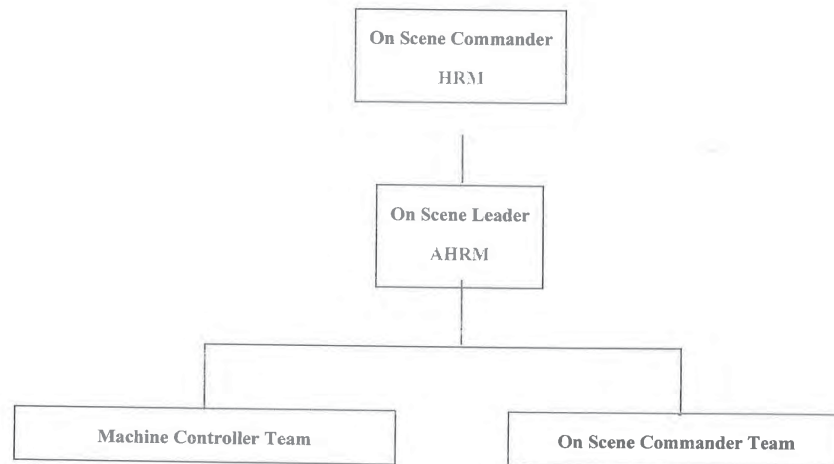 On Scene Commander
HRM
On Scene Leader
AHRM
Machine Controller Team
On Scene Commander Team